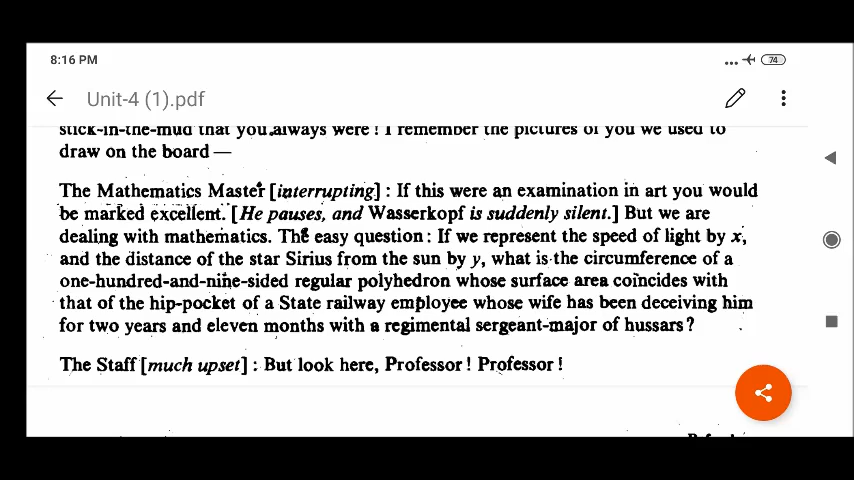 8:16 PM
74
Unit-4 (1).pdf
stick-in-the-mud that you always were ! I remember the pictures of you we used to
draw on the board —
The Mathematics Master [interrupting] : If this were an examination in art you would
be marked excellent. [He pauses, and Wasserkopf is suddenly silent.] But we are
dealing with mathematics. The easy question : If we represent the speed of light by x,
and the distance of the star Sirius from the sun by y, what is the circumference of a
one-hundred-and-nine-sided regular polyhedron whose surface area coincides with
that of the hip-pocket of a State railway employee whose wife has been deceiving him
for two years and eleven months with a regimental sergeant-major of hussars ?
The Staff [much upset] : But look here, Professor ! Professor !